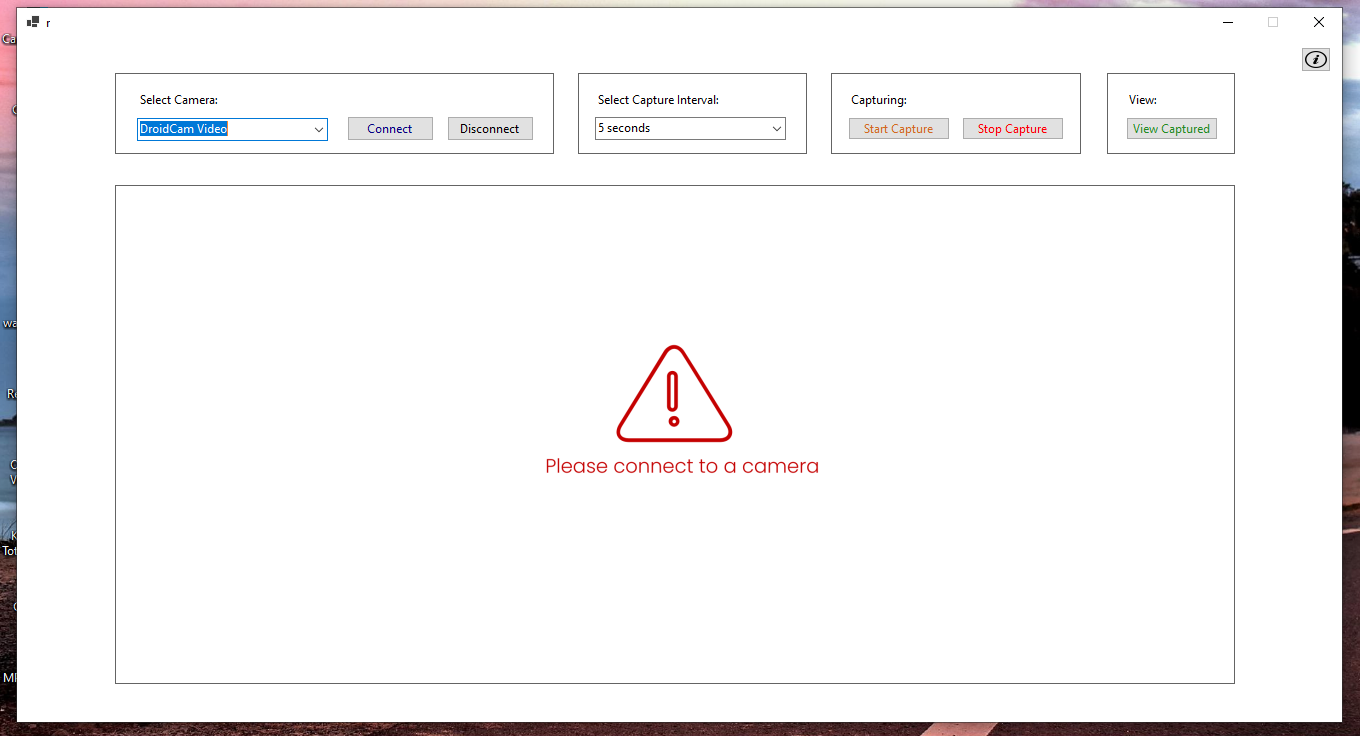 r
i
Select Camera:
Select Capture Interval:
Capturing:
View:
DroidCam Video
Connect
Disconnect
5 seconds
Start Capture
Stop Capture
View Captured
Please connect to a camera